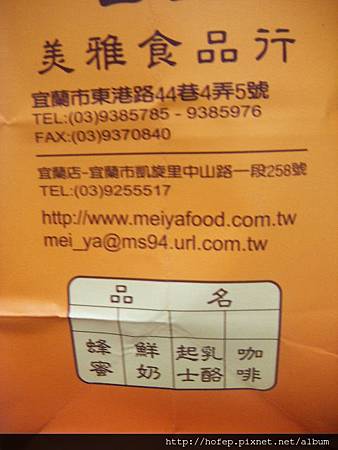 美雅食品行
宜蘭市東港路44巷4弄5號
TEL:(03)9385785 - 9385976
FAX:(03)9370840
宜蘭店-宜蘭市凱旋里中山路一段258號
TEL:(03)9255517
http://www.meiyafood.com.tw
mei_ya@ms94.url.com.tw
品名
蜂蜜
鮮奶
乳酪起士
咖啡
http://hofep.pixnet.net/album